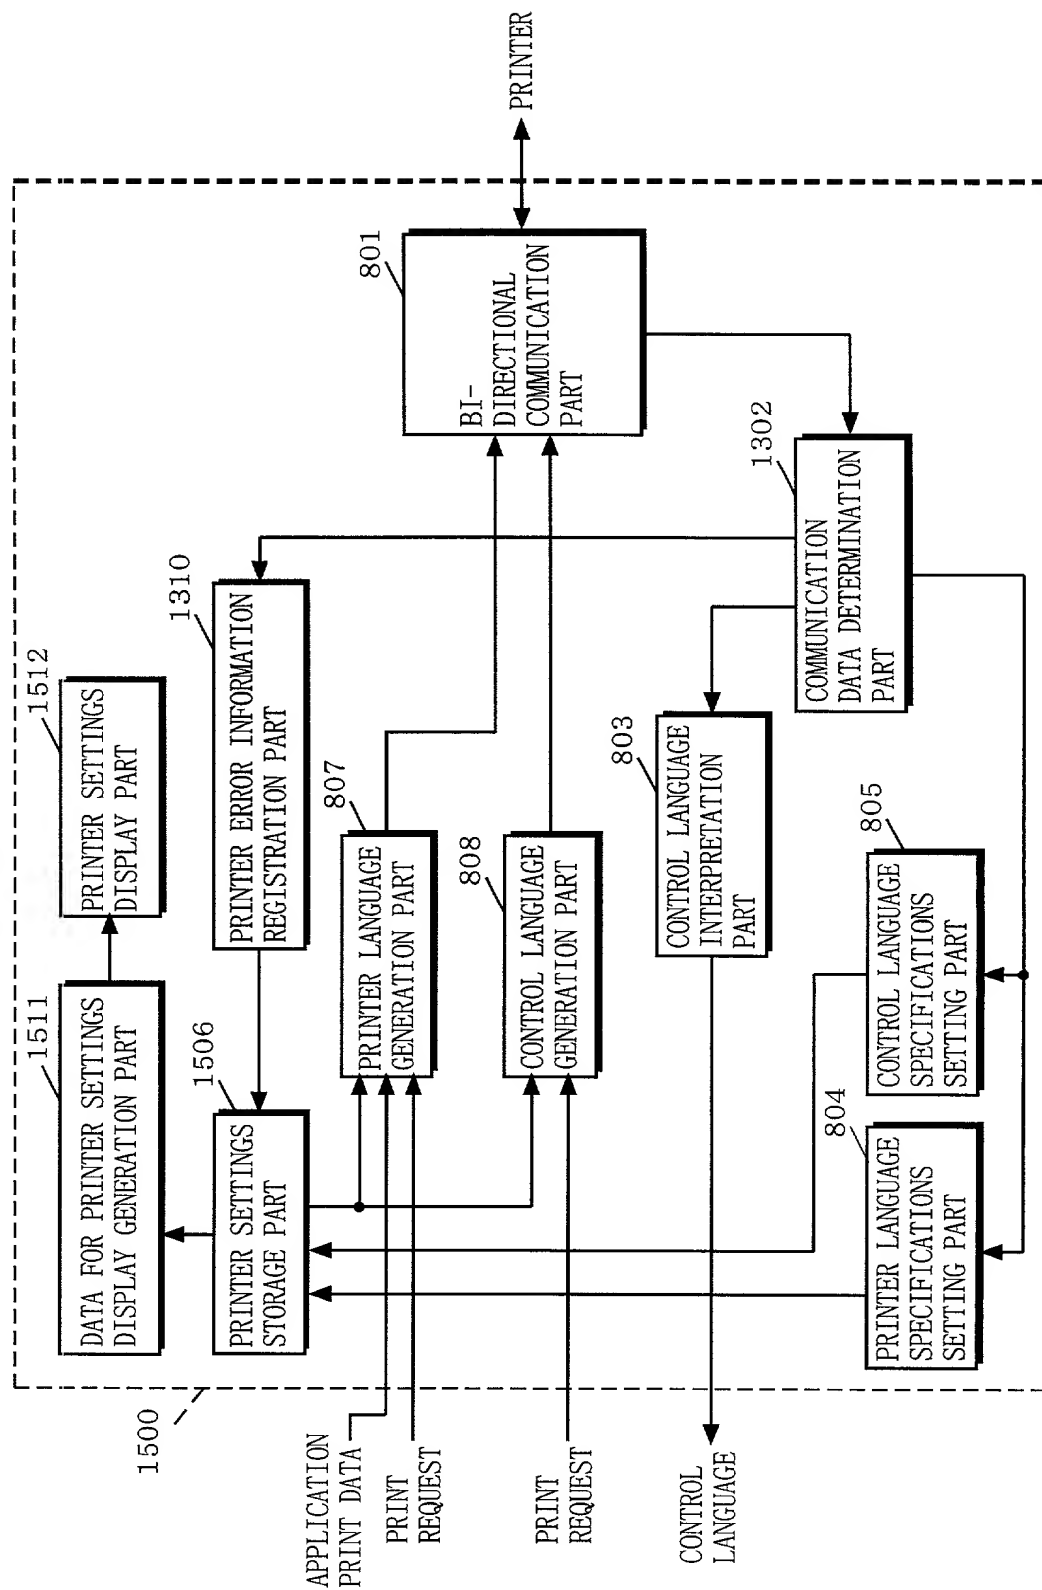 1500
1511
DATA FOR PRINTER SETTINGS
DISPLAY GENERATION PART
1512
PRINTER SETTINGS
DISPLAY PART
1506
PRINTER SETTINGS
STORAGE PART
1310
PRINTER ERROR INFORMATION
REGISTRATION PART
APPLICATION
PRINT DATA
PRINT
REQUEST
807
PRINTER LANGUAGE
GENERATION PART
801
BI-
DIRECTIONAL
COMMUNICATION
PART
PRINTER
PRINT
REQUEST
808
CONTROL LANGUAGE
GENERATION PART
CONTROL
LANGUAGE
803
CONTROL LANGUAGE
INTERPRETATION
PART
1302
COMMUNICATION
DATA DETERMINATION
PART
804
PRINTER LANGUAGE
SPECIFICATIONS
SETTING PART
805
CONTROL LANGUAGE
SPECIFICATIONS
SETTING PART